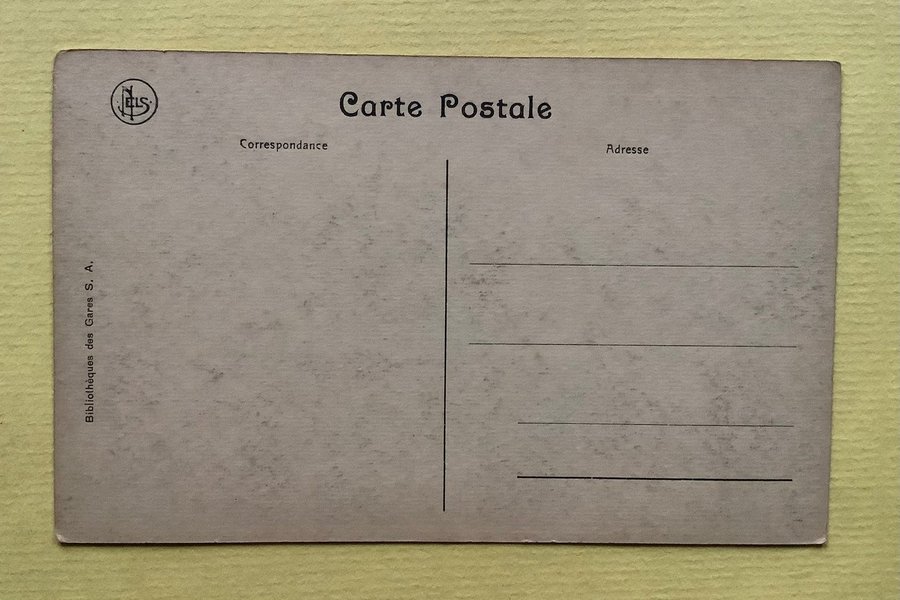 NELS
Carte Postale
Correspondance
Adresse
Bibliothèques des Gares S. A.